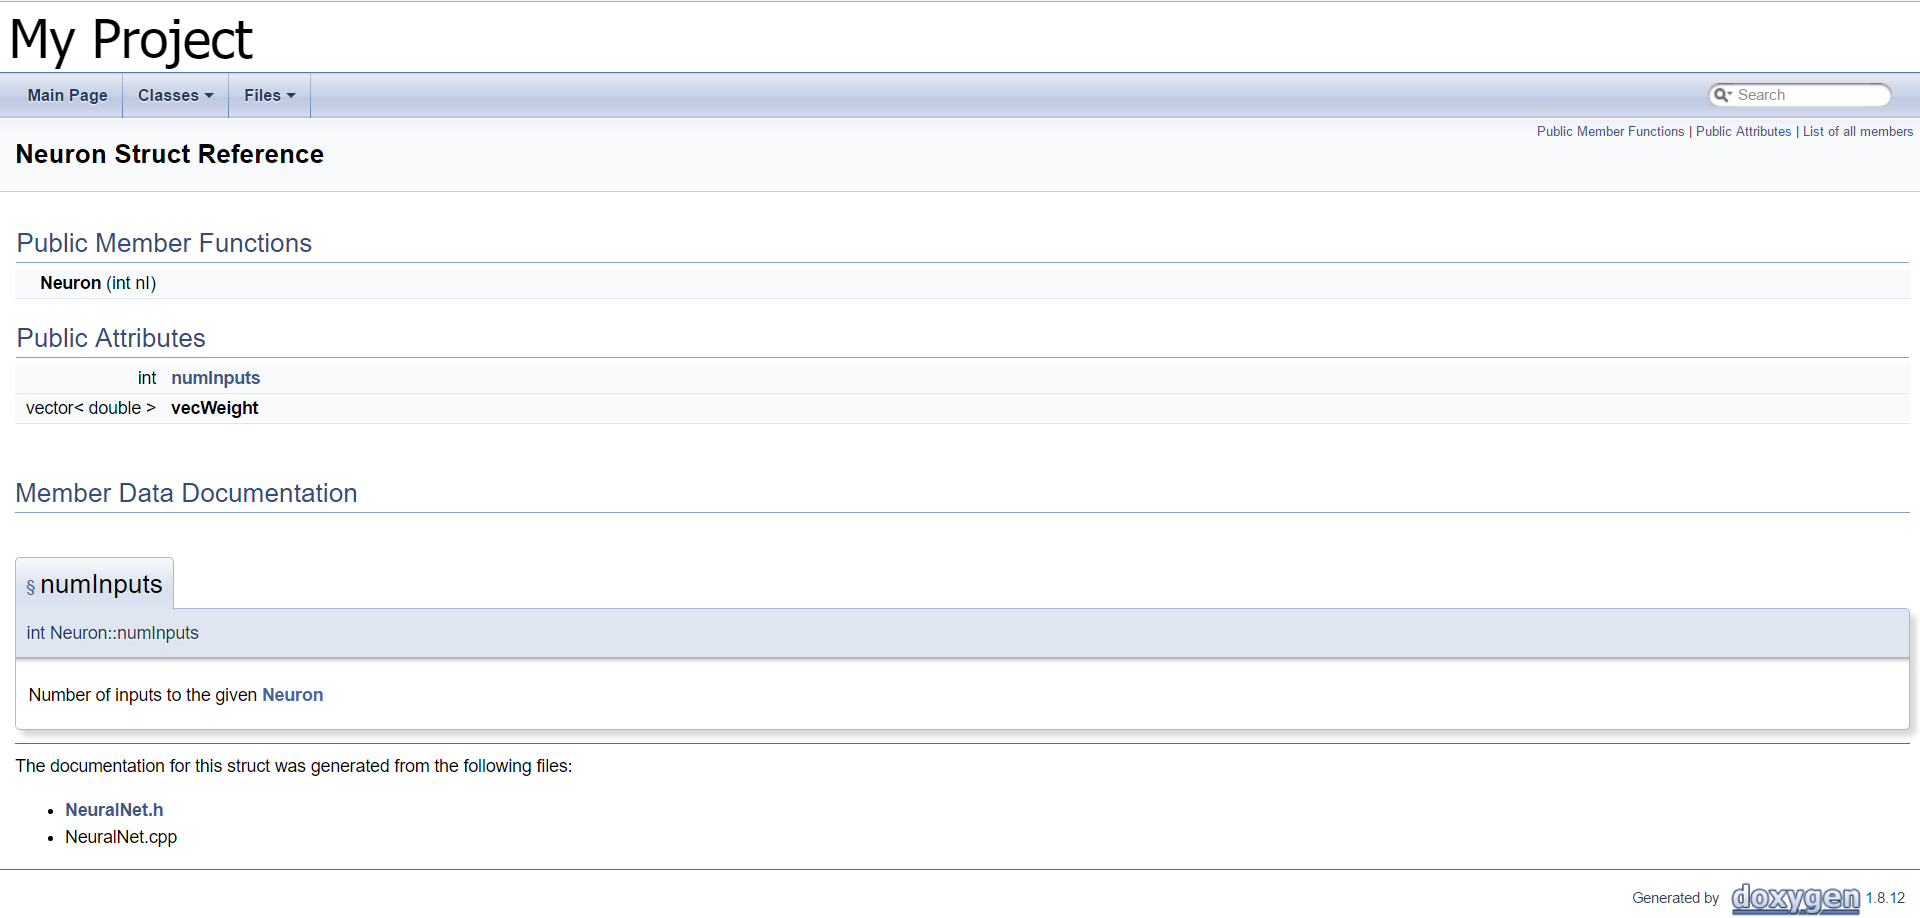 My Project
Main Page Classes Files Search
Public Member Functions | Public Attributes | List of all members
Neuron Struct Reference
Public Member Functions
Neuron (int nI)
Public Attributes
int numInputs
vector< double > vecWeight
Member Data Documentation
§ numInputs
int Neuron::numInputs
Number of inputs to the given Neuron
The documentation for this struct was generated from the following files:
• NeuralNet.h
• NeuralNet.cpp
Generated by doxygen 1.8.12